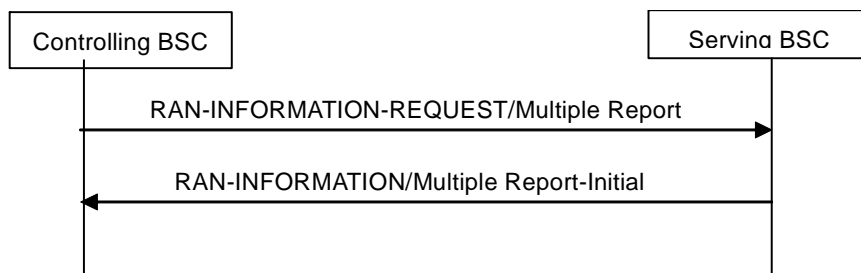 Controlling BSC
Serving BSC
RAN-INFORMATION-REQUEST/Multiple Report
RAN-INFORMATION/Multiple Report-Initial